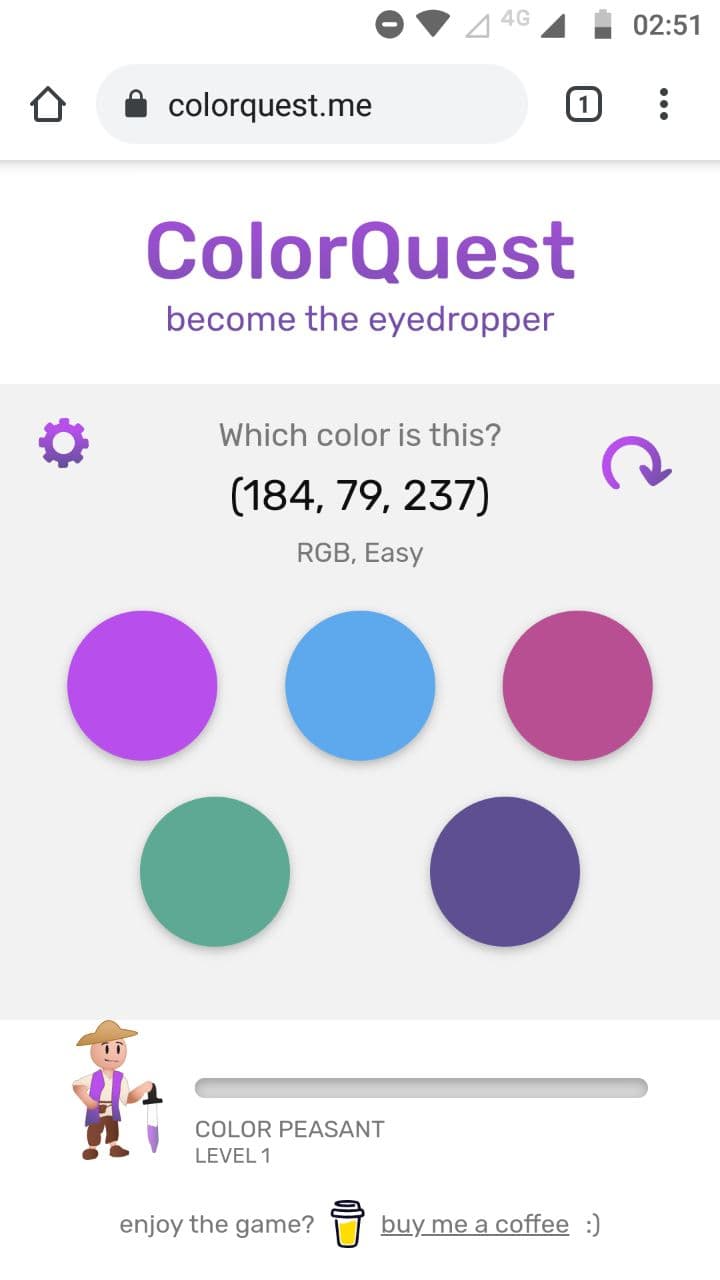 4G 02:51
colorquest.me
1
ColorQuest
become the eyedropper
Which color is this?
(184, 79, 237)
RGB, Easy
COLOR PEASANT
LEVEL 1
enjoy the game? buy me a coffee :)